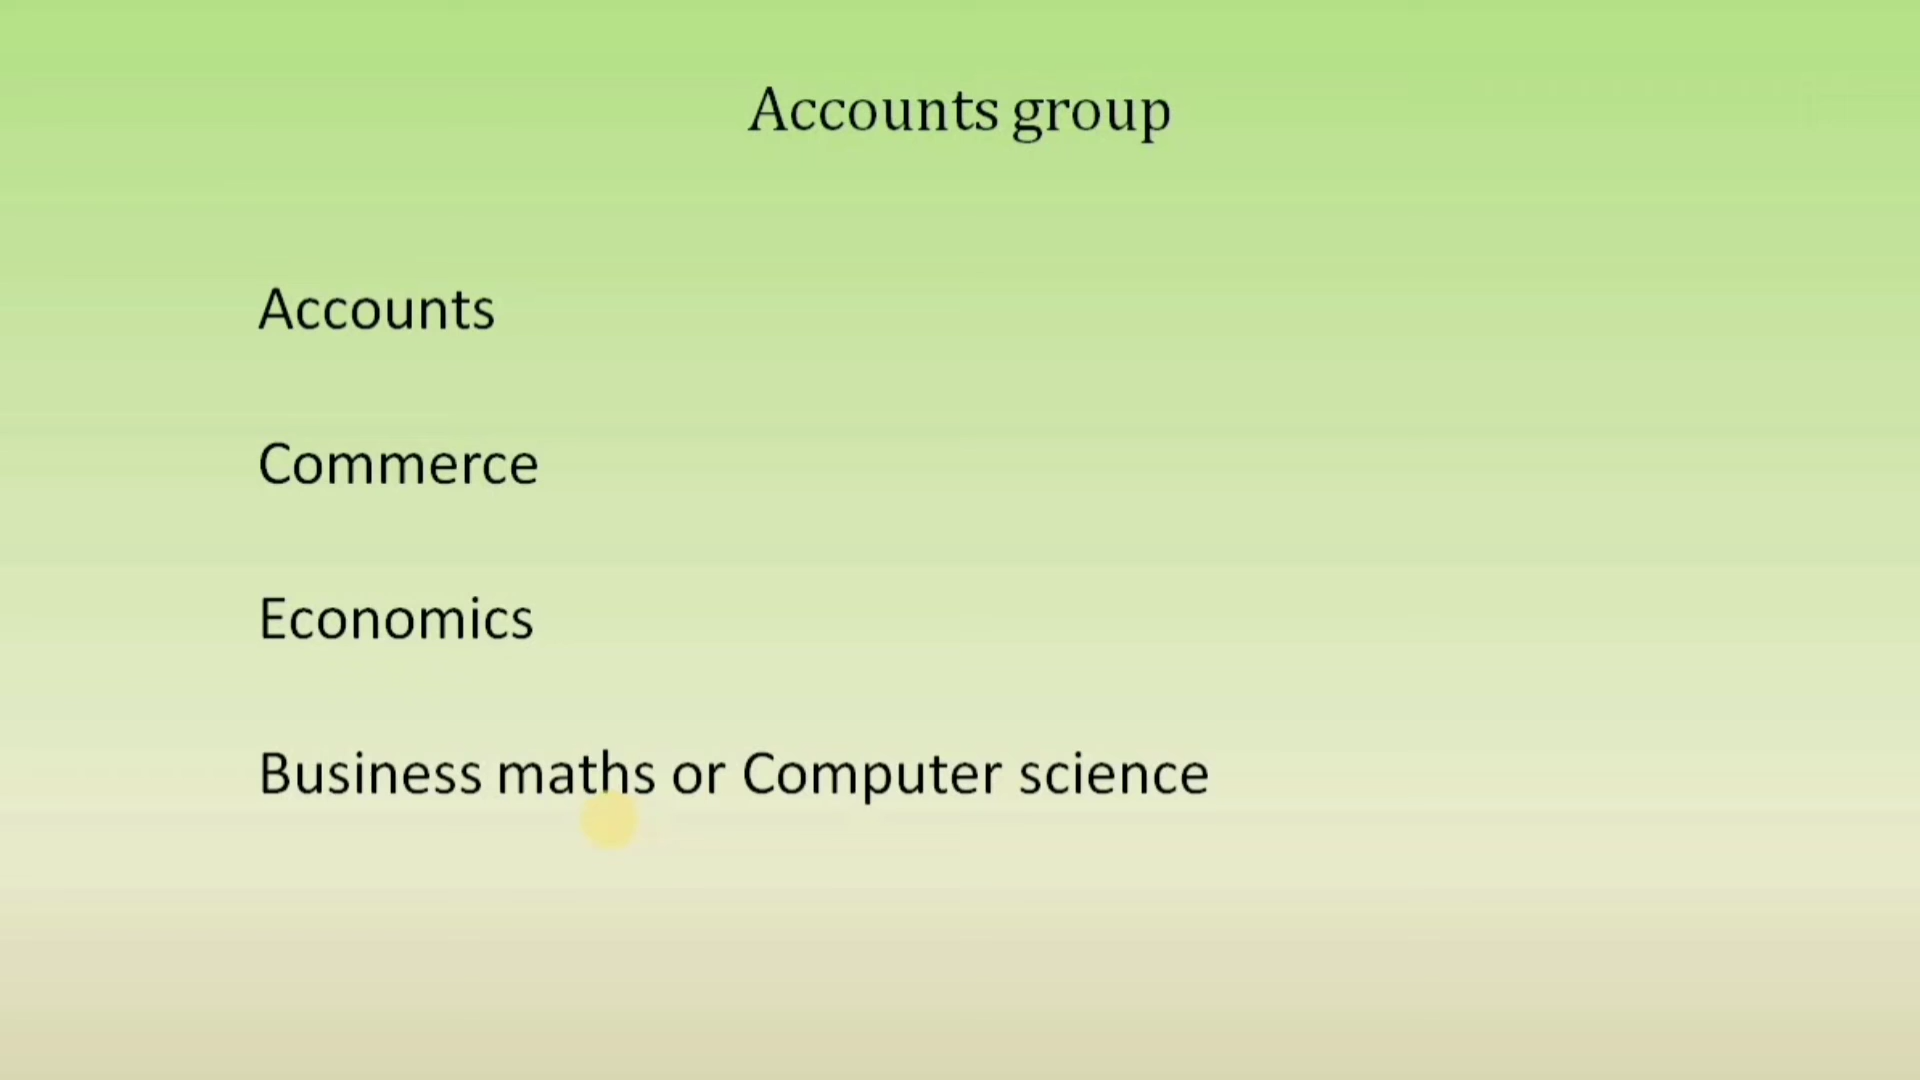 Accounts group
Accounts
Commerce
Economics
Business maths or Computer science